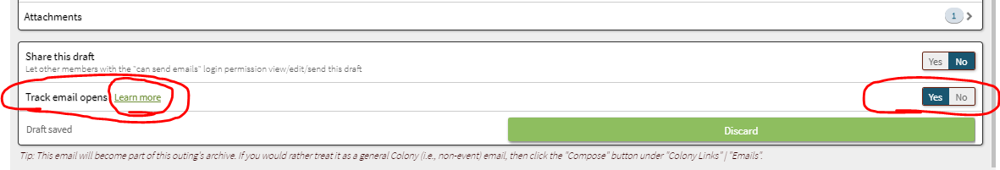 Attachments 1
Share this draft
Let other members with the "can send emails" login permission view/edit/send this draft
Yes No
Track email opens Learn more
Yes No
Draft saved
Discard
Tip: This email will become part of this outing's archive. If you would rather treat it as a general Colony (i.e., non-event) email, then click the "Compose" button under "Colony Links" | "Emails".